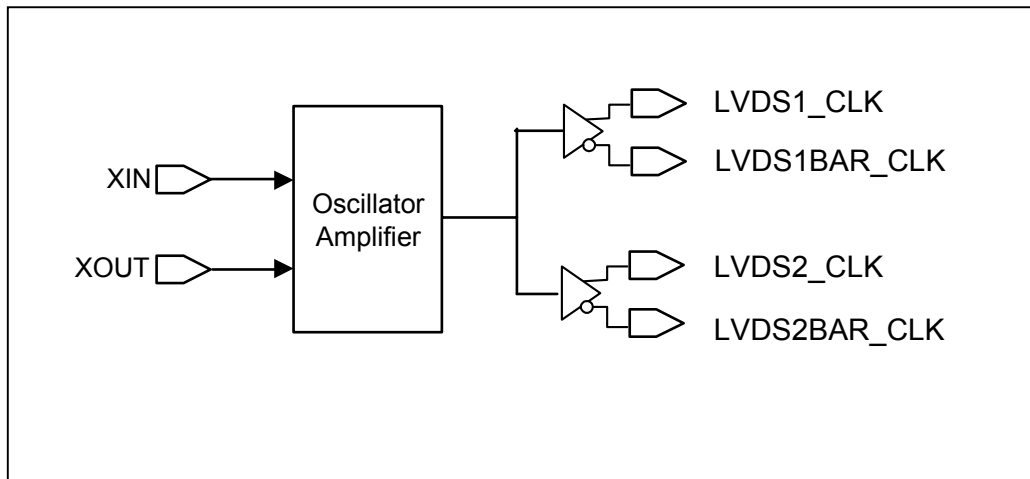 XIN
XOUT
Oscillator
Amplifier
LVDS1_CLK
LVDS1BAR_CLK
LVDS2_CLK
LVDS2BAR_CLK